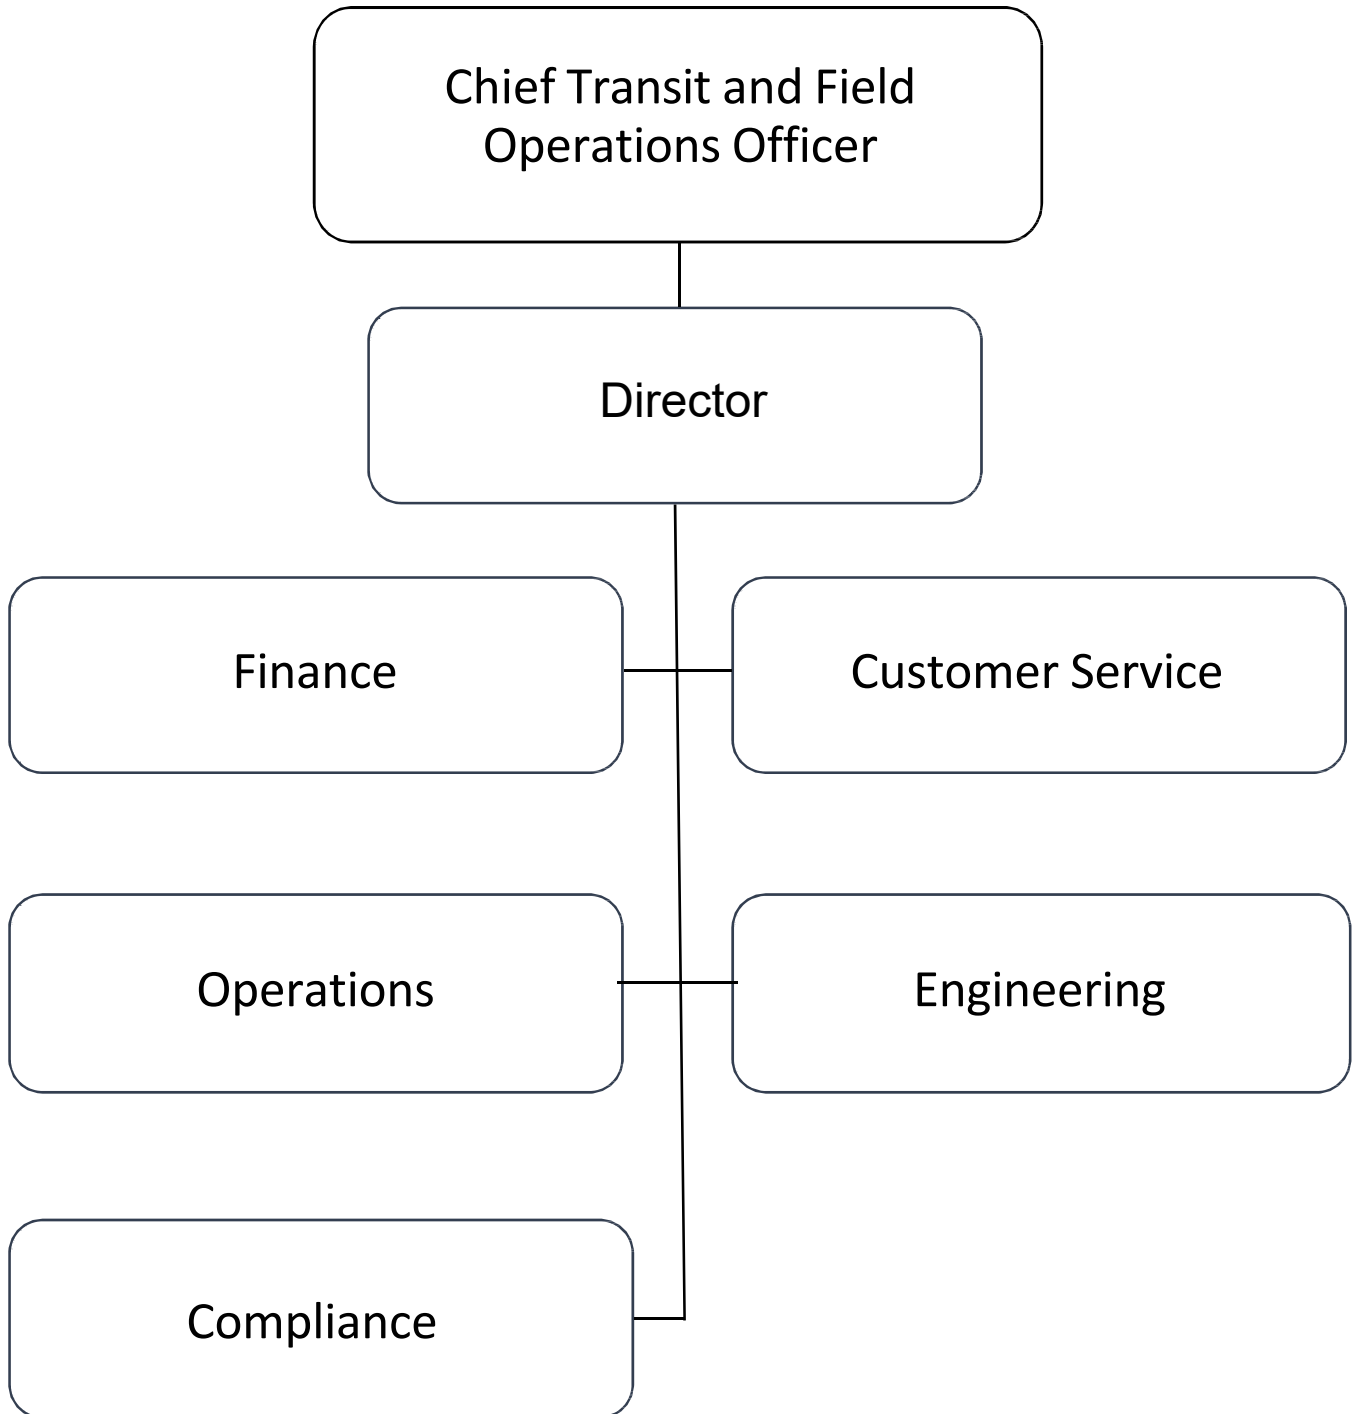 Chief Transit and Field
Operations Officer
Director
Finance
Customer Service
Operations
Engineering
Compliance